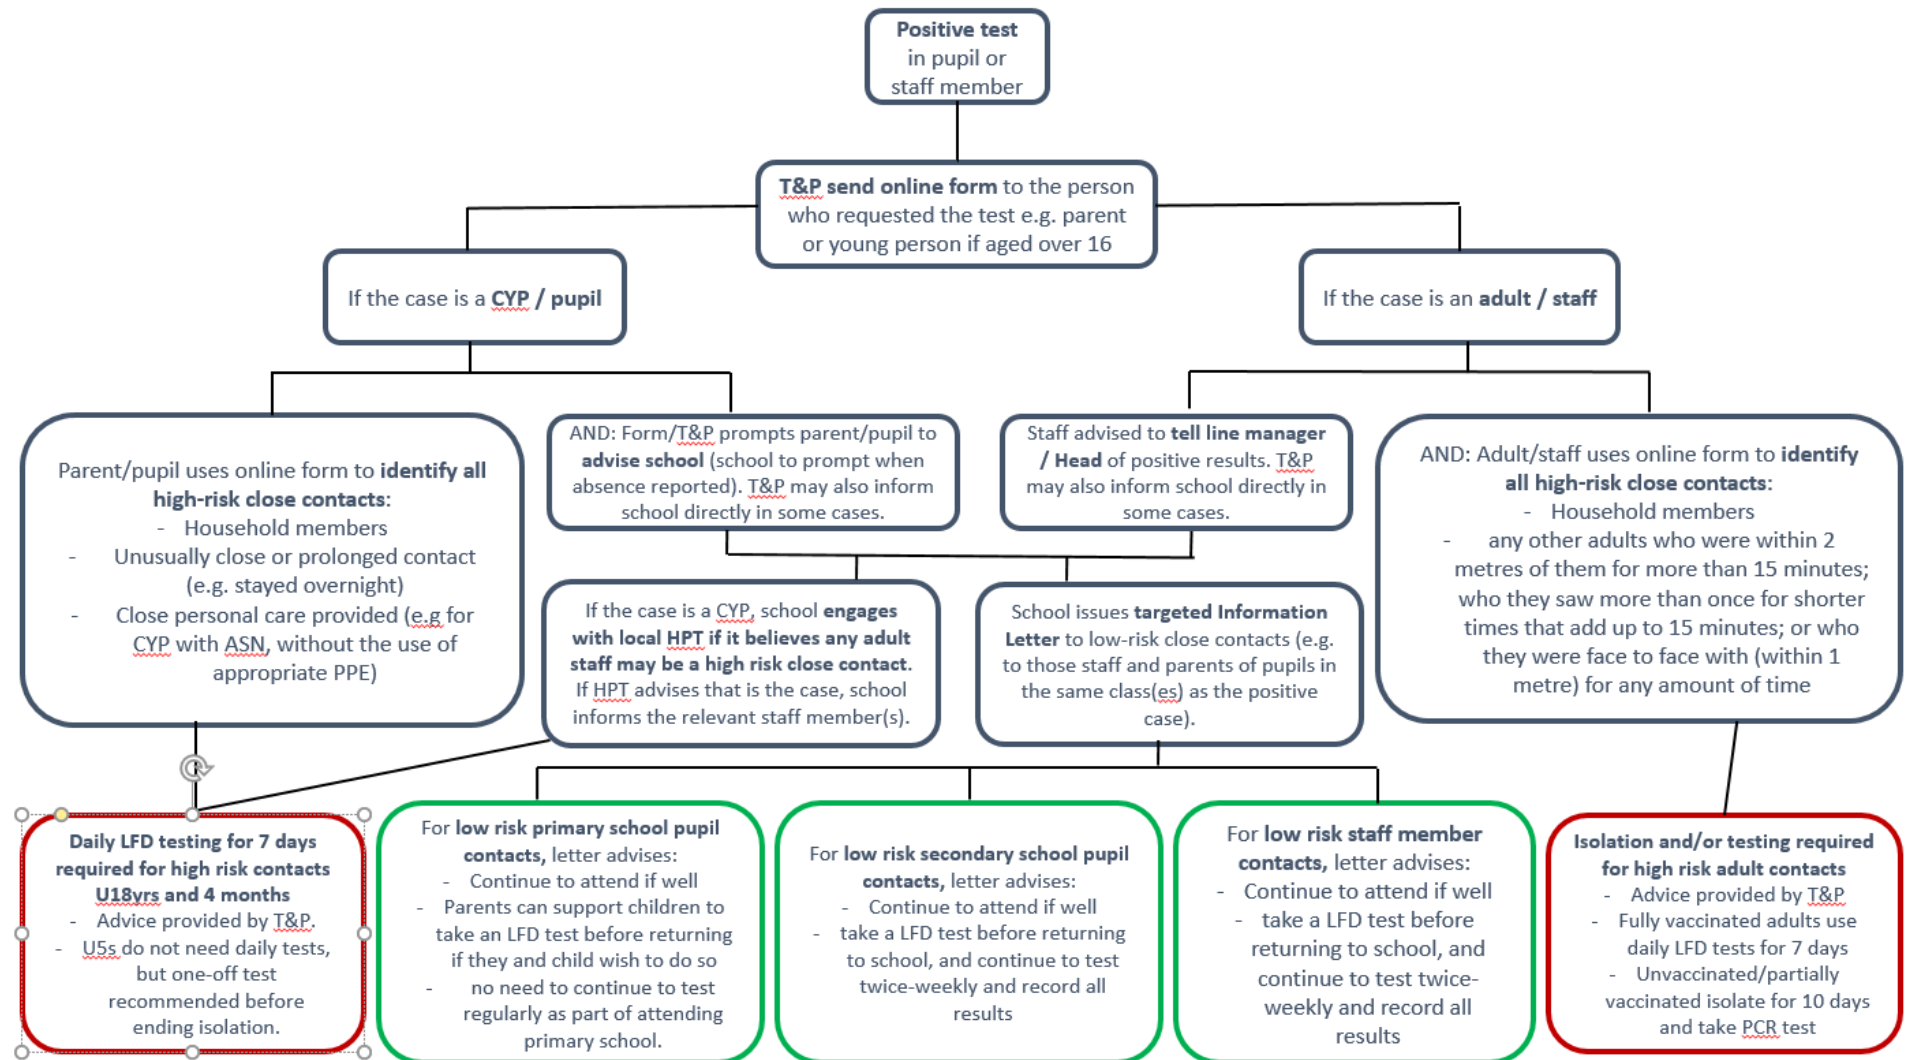 Positive test
in pupil or
staff member
T&P send online form to the person
who requested the test e.g. parent
or young person if aged over 16
If the case is a CYP / pupil
If the case is an adult / staff
Parent/pupil uses online form to identify all
high-risk close contacts:
- Household members
- Unusually close or prolonged contact
(e.g. stayed overnight)
- Close personal care provided (e.g for
CYP with ASN, without the use of
appropriate PPE)
AND: Form/T&P prompts parent/pupil to
advise school (school to prompt when
absence reported). T&P may also inform
school directly in some cases.
Staff advised to tell line manager
/ Head of positive results. T&P
may also inform school directly in
some cases.
AND: Adult/staff uses online form to identify
all high-risk close contacts:
- Household members
- any other adults who were within 2
metres of them for more than 15 minutes;
who they saw more than once for shorter
times that add up to 15 minutes; or who
they were face to face with (within 1
metre) for any amount of time
If the case is a CYP, school engages
with local HPT if it believes any adult
staff may be a high risk close contact.
If HPT advises that is the case, school
informs the relevant staff member(s).
School issues targeted Information
Letter to low-risk close contacts (e.g.
to those staff and parents of pupils in
the same class(es) as the positive
case).
Daily LFD testing for 7 days
required for high risk contacts
U18yrs and 4 months
- Advice provided by T&P.
- U5s do not need daily tests,
but one-off test
recommended before
ending isolation.
For low risk primary school pupil
contacts, letter advises:
- Continue to attend if well
- Parents can support children to
take an LFD test before returning
if they and child wish to do so
- no need to continue to test
regularly as part of attending
primary school.
For low risk secondary school pupil
contacts, letter advises:
- Continue to attend if well
- take a LFD test before returning
to school, and continue to test
twice-weekly and record all
results
For low risk staff member
contacts, letter advises:
- Continue to attend if well
- take a LFD test before
returning to school, and
continue to test twice-
weekly and record all
results
Isolation and/or testing required
for high risk adult contacts
- Advice provided by T&P
- Fully vaccinated adults use
daily LFD tests for 7 days
- Unvaccinated/partially
vaccinated isolate for 10 days
and take PCR test